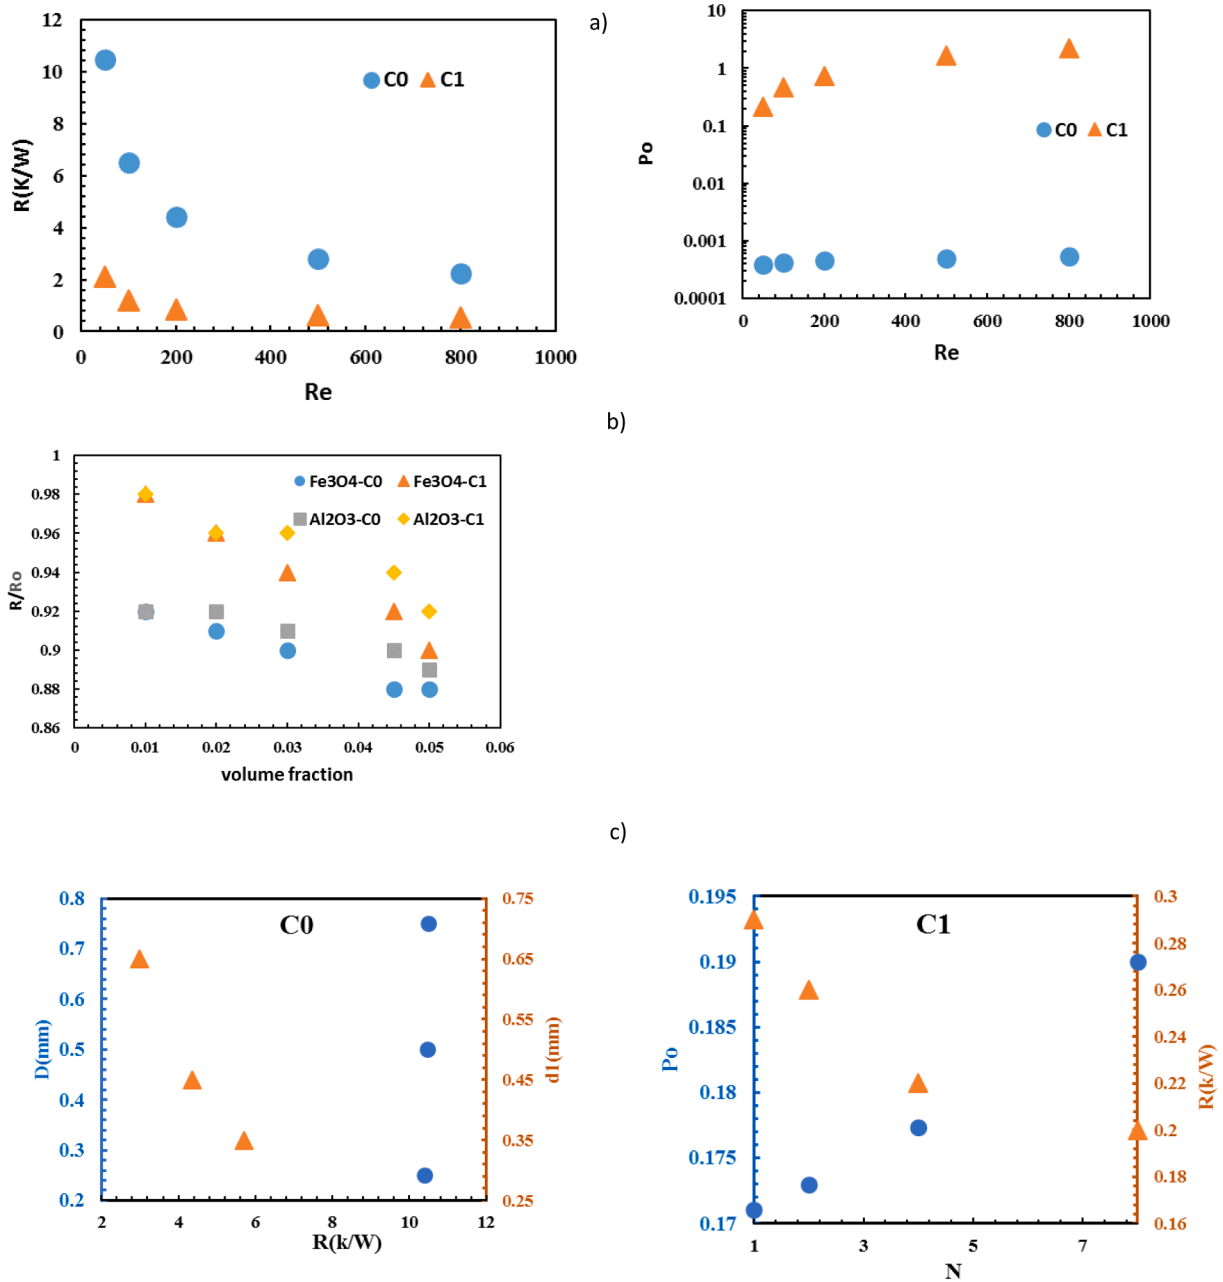 a)
12
10
8
6
4
2
0
R(K/W)
C0 C1
0 200 400 600 800 1000
Re
10
1
0.1
0.01
0.001
0.0001
Po
C0 C1
0 200 400 600 800 1000
Re
b)
1
0.98
0.96
0.94
0.92
0.9
0.88
0.86
R/Ro
Fe3O4-C0 Fe3O4-C1
Al2O3-C0 Al2O3-C1
0 0.01 0.02 0.03 0.04 0.05 0.06
volume fraction
c)
C0
0.8
0.7
0.6
0.5
0.4
0.3
0.2
D(mm)
0.75
0.65
0.55
0.45
0.35
0.25
d1(mm)
2 4 6 8 10 12
R(k/W)
C1
0.195
0.19
0.185
0.18
0.175
0.17
Po
0.3
0.28
0.26
0.24
0.22
0.2
0.18
0.16
R(k/W)
1 3 5 7
N